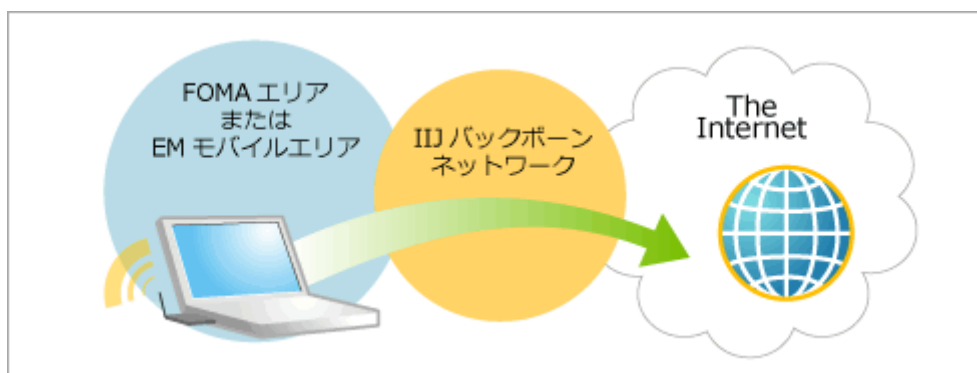 FOMA エリア
または
EM モバイルエリア
IIJ バックボーン
ネットワーク
The
Internet